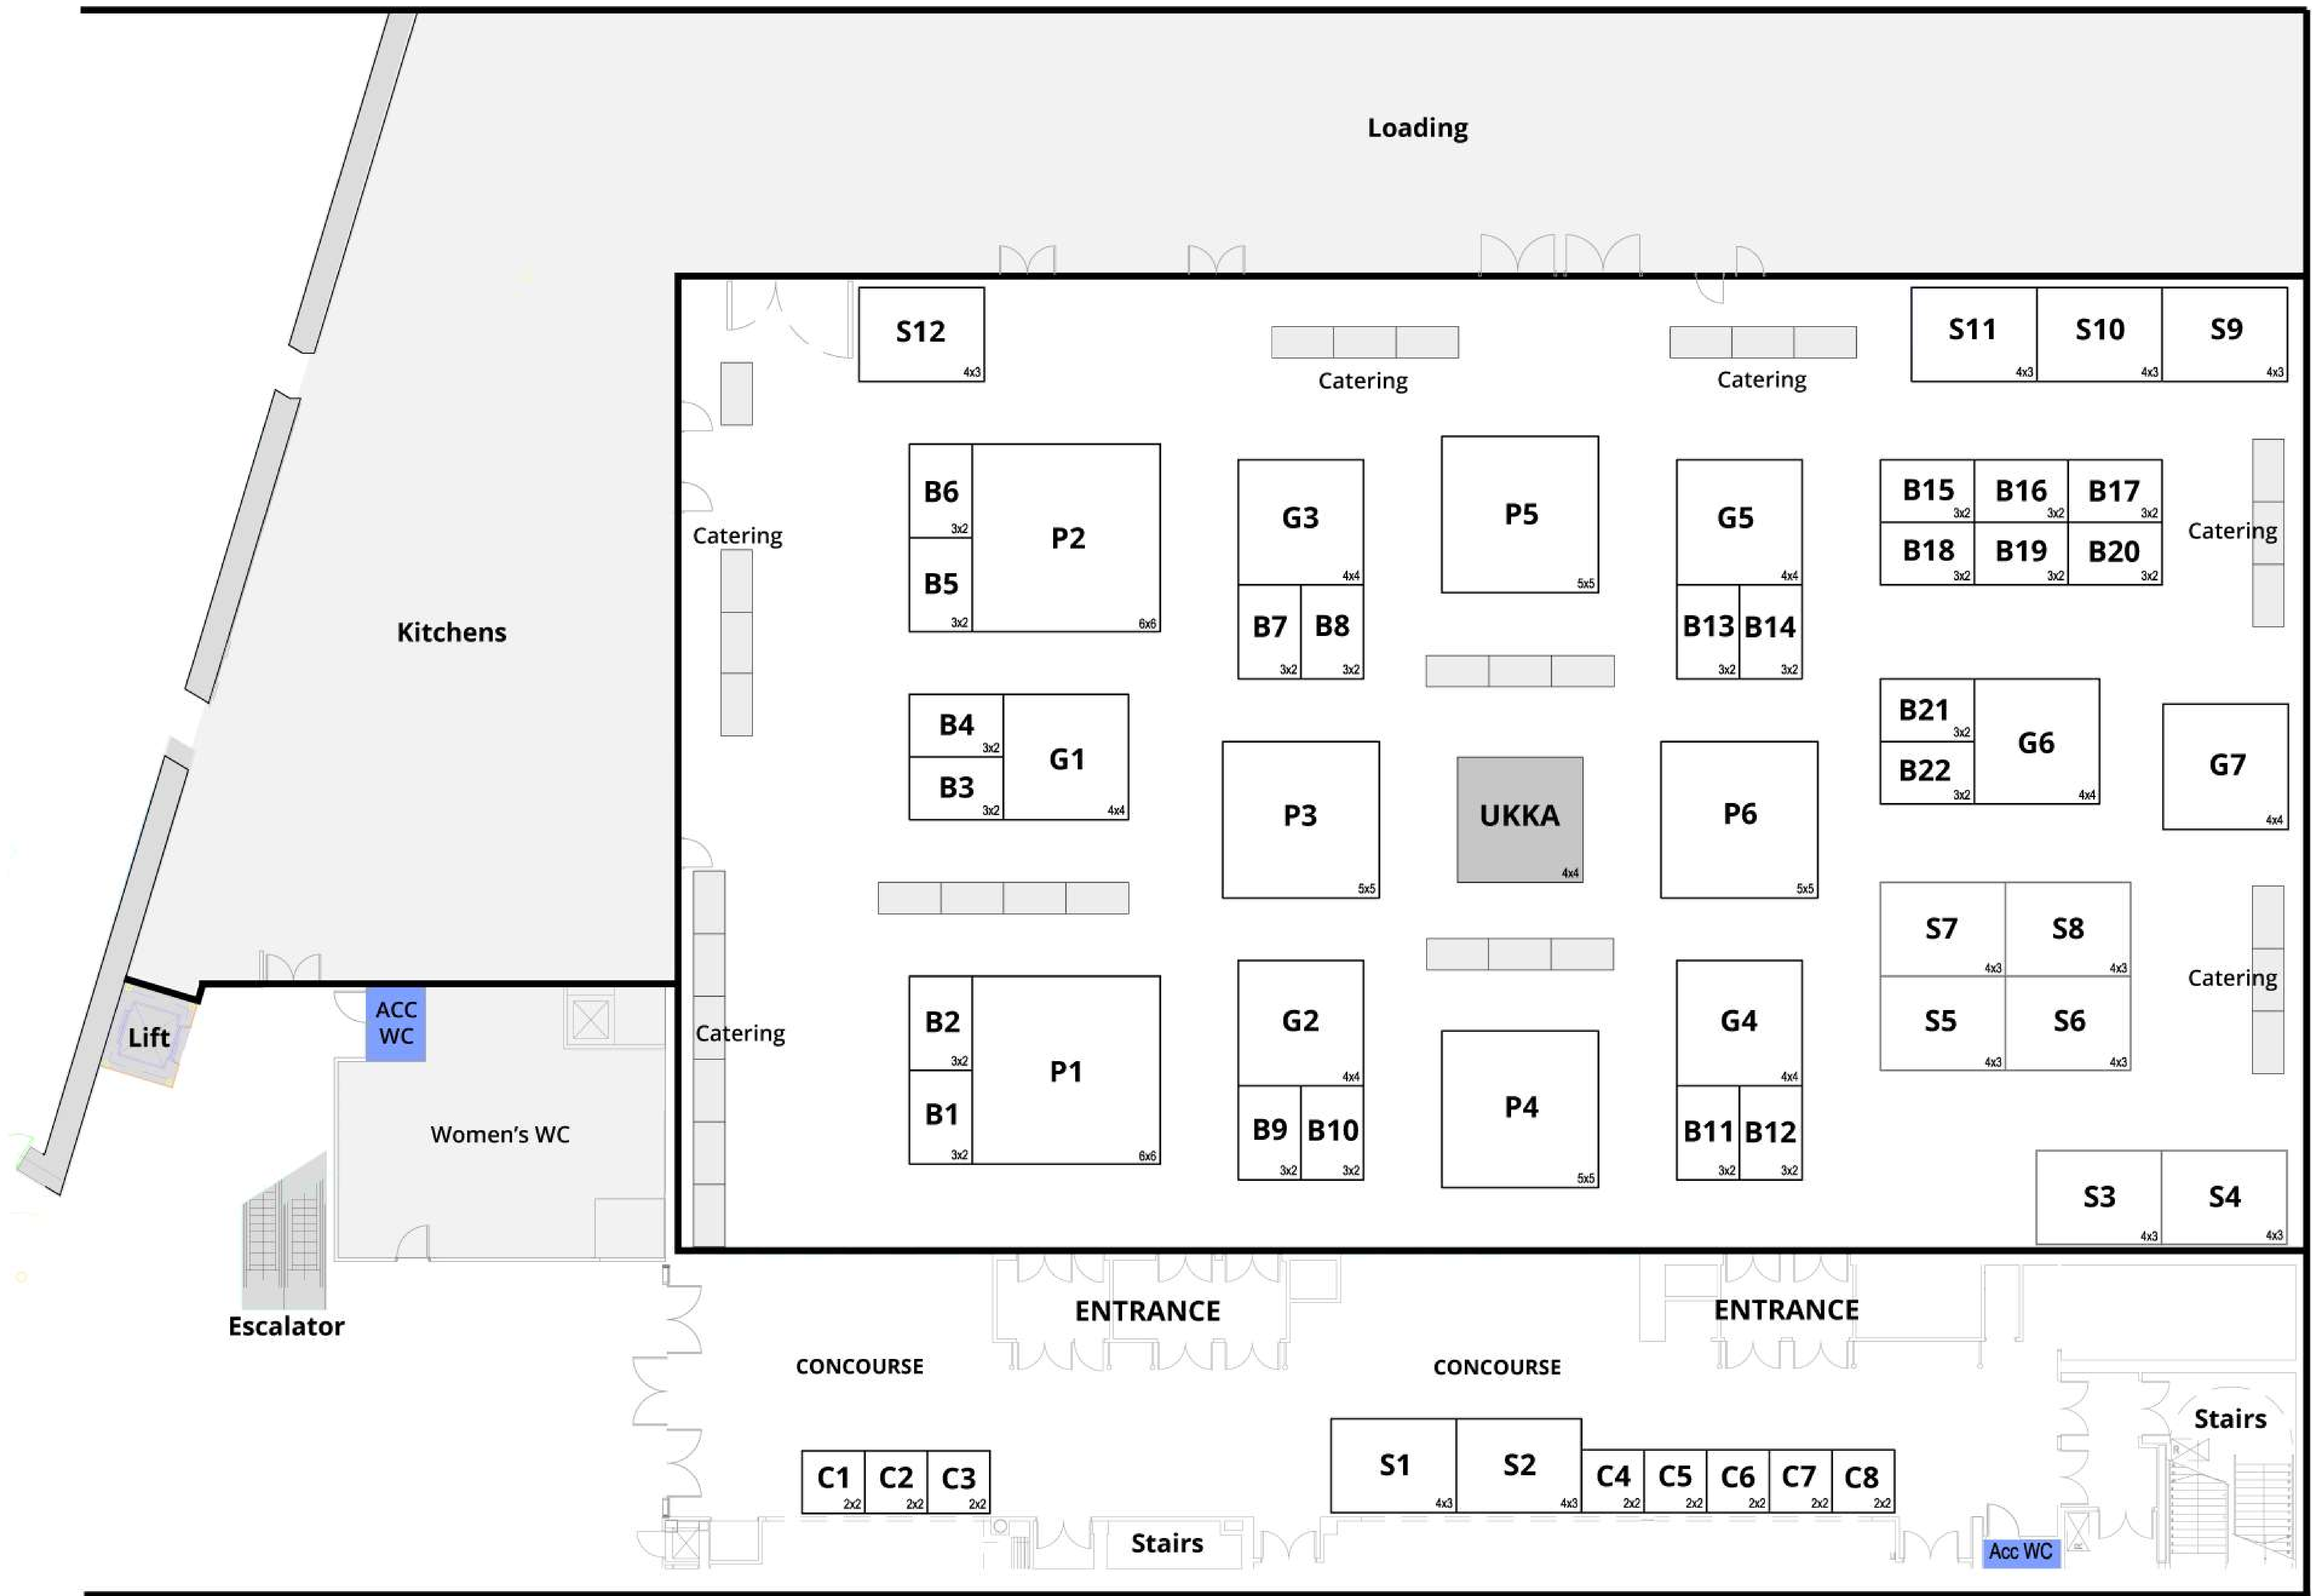 Loading
S12
4x3
Catering
Catering
S11
4x3
S10
4x3
S9
4x3
B6
3x2
B5
3x2
P2
6x6
G3
4x4
B7
3x2
B8
3x2
P5
5x5
G5
4x4
B13
3x2
B14
3x2
B15
3x2
B16
3x2
B17
3x2
B18
3x2
B19
3x2
B20
3x2
Catering
Catering
Kitchens
B4
3x2
B3
3x2
G1
4x4
P3
5x5
UKKA
4x4
P6
5x5
B21
3x2
B22
3x2
G6
4x4
G7
4x4
S7
4x3
S8
4x3
S5
4x3
S6
4x3
Catering
Lift
ACC
WC
Women's WC
Catering
B2
3x2
B1
3x2
P1
6x6
G2
4x4
B9
3x2
B10
3x2
P4
5x5
G4
4x4
B11
3x2
B12
3x2
S3
4x3
S4
4x3
Escalator
ENTRANCE
ENTRANCE
CONCOURSE
CONCOURSE
Stairs
C1
2x2
C2
2x2
C3
2x2
S1
4x3
S2
4x3
C4
2x2
C5
2x2
C6
2x2
C7
2x2
C8
2x2
Stairs
Acc WC